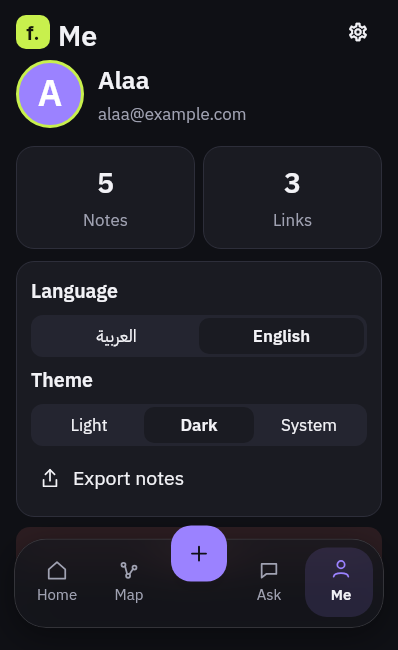 f. Me
A
Alaa
alaa@example.com
5
Notes
3
Links
Language
العربية English
Theme
Light Dark System
Export notes
Home Map Ask Me